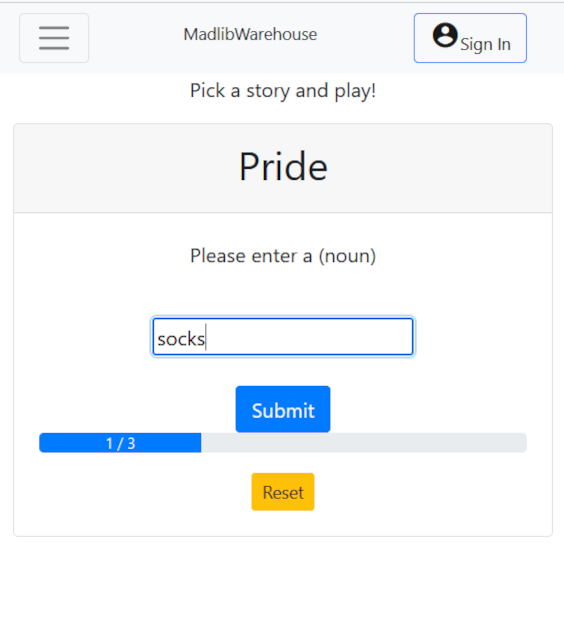 MadlibWarehouse
Sign In
Pick a story and play!
Pride
Please enter a (noun)
socks
Submit
1 / 3
Reset